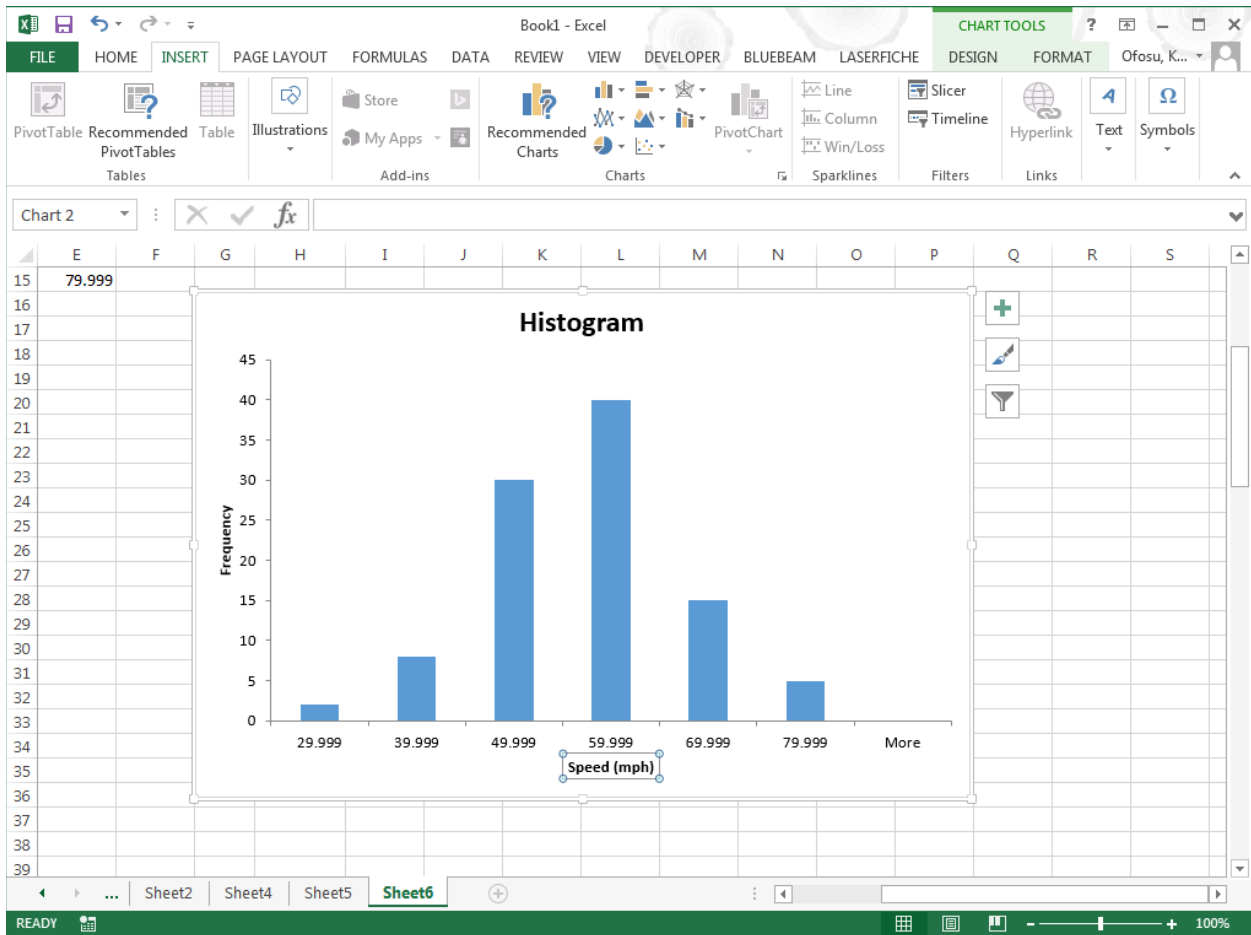 Book1 - Excel
CHART TOOLS
?
FILE HOME INSERT PAGE LAYOUT FORMULAS DATA REVIEW VIEW DEVELOPER BLUEBEAM LASERFICHE DESIGN FORMAT Ofosu, K...
PivotTable
Recommended
PivotTables
Table
Tables
Illustrations
Store
My Apps
Add-ins
Recommended
Charts
PivotChart
Charts
Line
Column
Win/Loss
Sparklines
Slicer
Timeline
Filters
Hyperlink
Links
Text
Symbols
Chart 2
fx
E F G H I J K L M N O P Q R S
15 79.999
16
17
18
19
20
21
22
23
24
25
26
27
28
29
30
31
32
33
34
35
36
37
38
39
Histogram
Frequency
45
40
35
30
25
20
15
10
5
0
29.999 39.999 49.999 59.999 69.999 79.999 More
Speed (mph)
... Sheet2 Sheet4 Sheet5 Sheet6
READY
100%